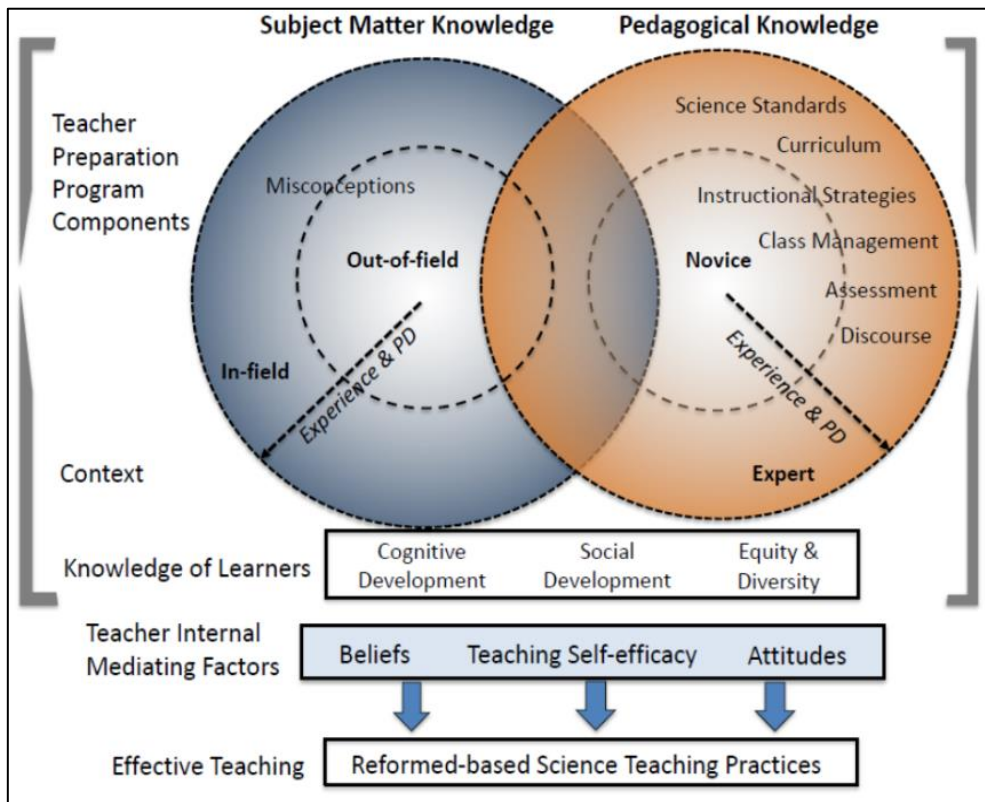 Subject Matter Knowledge
Pedagogical Knowledge
Teacher
Preparation
Program
Components
Misconceptions
Out-of-field
In-field
Experience & PD
Science Standards
Curriculum
Instructional Strategies
Class Management
Novice
Assessment
Discourse
Experience & PD
Expert
Context
Knowledge of Learners
Cognitive
Development
Social
Development
Equity &
Diversity
Teacher Internal
Mediating Factors
Beliefs
Teaching Self-efficacy
Attitudes
Effective Teaching
Reformed-based Science Teaching Practices